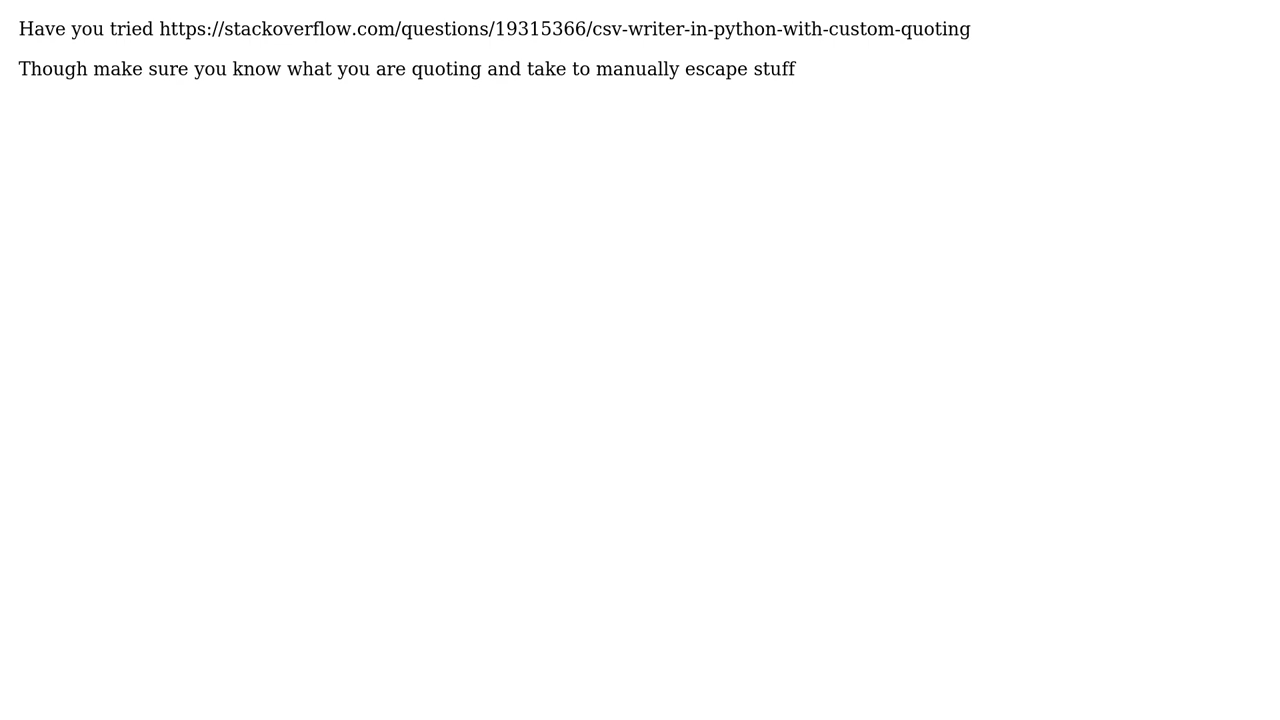 Have you tried https://stackoverflow.com/questions/19315366/csv-writer-in-python-with-custom-quoting
Though make sure you know what you are quoting and take to manually escape stuff